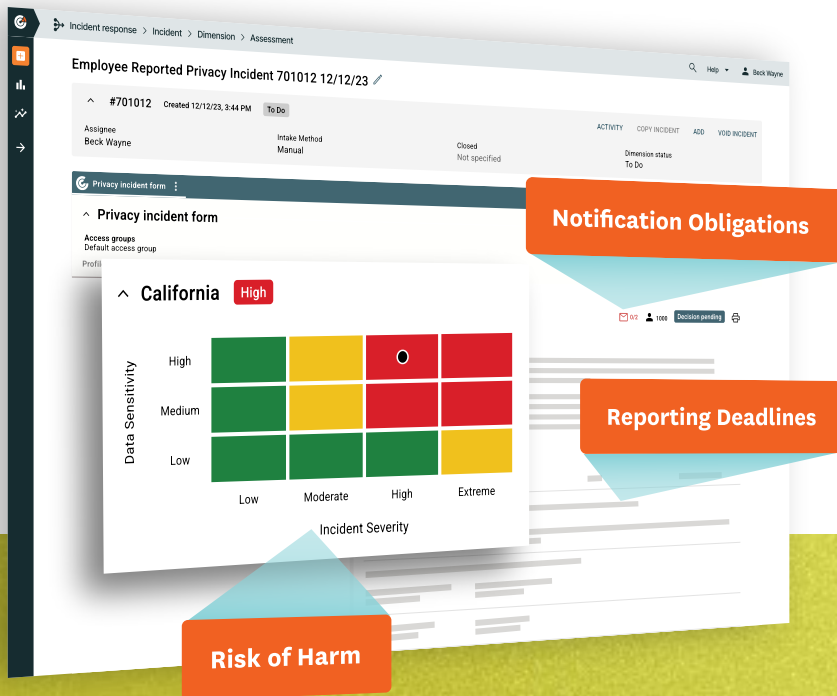 Incident response > Incident > Dimension > Assessment
Help
Beck Wayne
Employee Reported Privacy Incident 701012 12/12/23
#701012 Created 12/12/23, 3:44 PM To Do
ACTIVITY COPY INCIDENT ADD VOID INCIDENT
Assignee
Beck Wayne
Intake Method
Manual
Closed
Not specified
Dimension status
To Do
Privacy incident form
Privacy incident form
Access groups
Default access group
Notification Obligations
California High
0/2 1000 Decision pending
Data Sensitivity
High
Medium
Low
Low Moderate High Extreme
Incident Severity
Reporting Deadlines
Risk of Harm